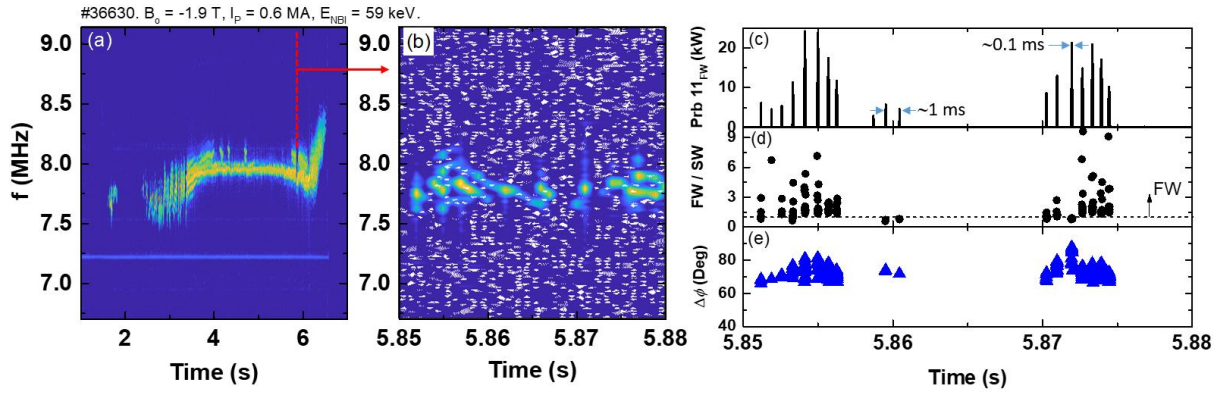 #36630. B₀ = -1.9 T, I_P = 0.6 MA, E_NBI = 59 keV.
(a)
f (MHz)
9.0
8.5
8.0
7.5
7.0
2 4 6
Time (s)
(b)
9.0
8.5
8.0
7.5
7.0
5.85 5.86 5.87 5.88
Time (s)
(c)
Prb 11_FW (kW)
20
10
0
~0.1 ms
~1 ms
(d)
FW / SW
9
6
3
0
FW
(e)
Δϕ (Deg)
80
60
40
5.85 5.86 5.87 5.88
Time (s)